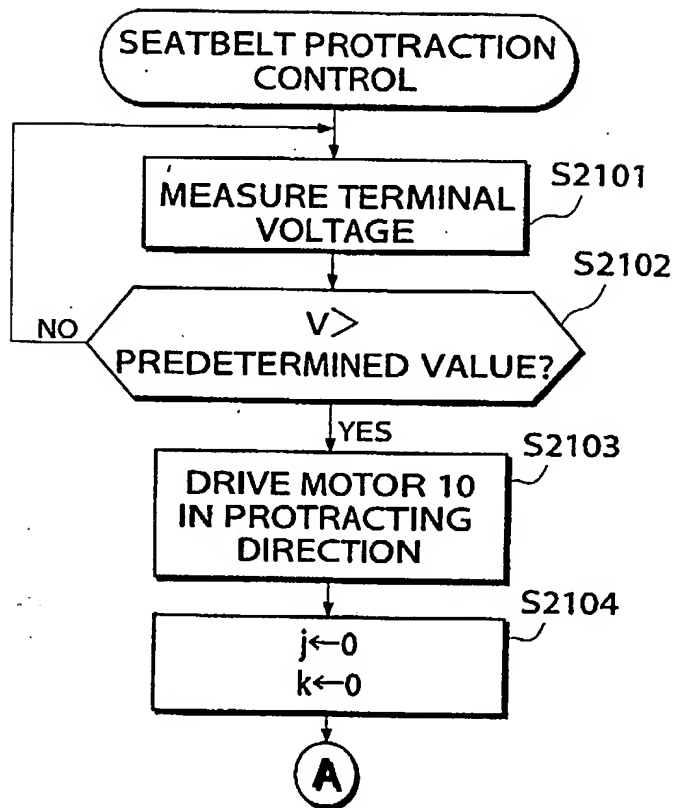 SEATBELT PROTRACTION
CONTROL
MEASURE TERMINAL
VOLTAGE
S2101
V>
PREDETERMINED VALUE?
S2102
NO
YES
DRIVE MOTOR 10
IN PROTRACTING
DIRECTION
S2103
j←0
k←0
S2104
A